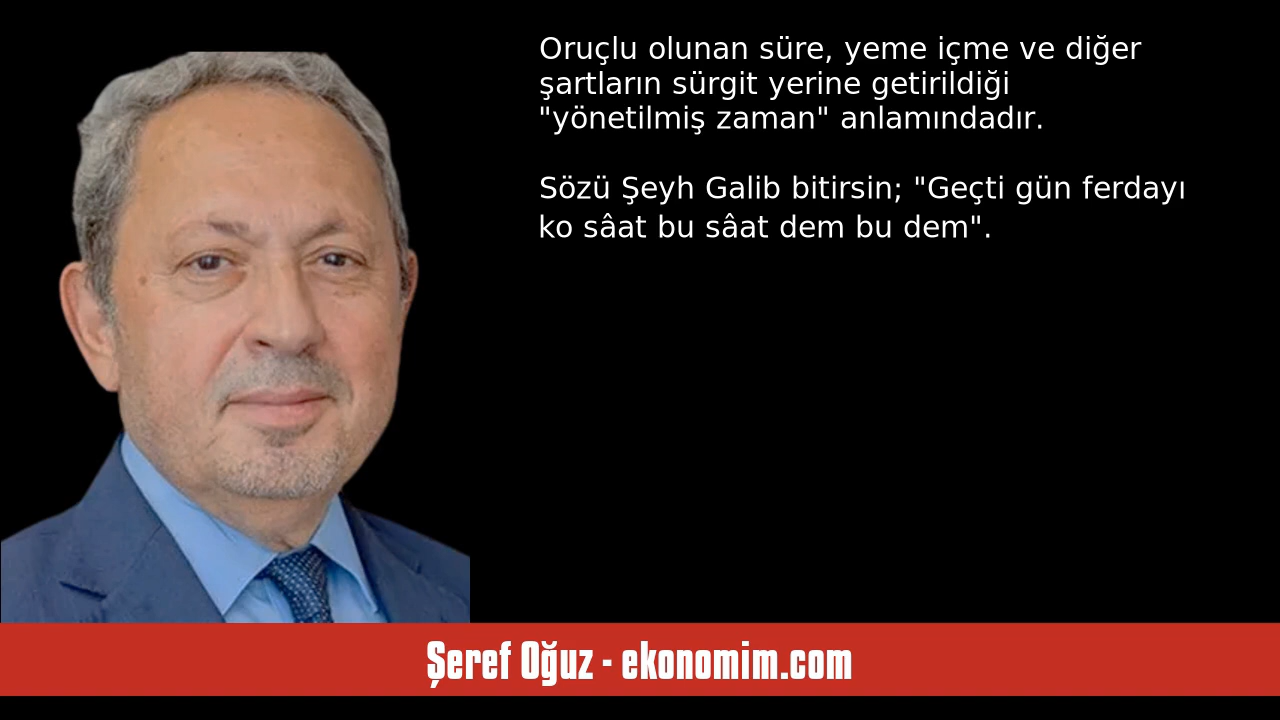 Oruçlu olunan süre, yeme içme ve diğer
şartların sürgit yerine getirildiği
"yönetilmiş zaman" anlamındadır.
Sözü Şeyh Galib bitirsin; "Geçti gün ferdayı
ko sâat bu sâat dem bu dem".
Şeref Oğuz - ekonomim.com